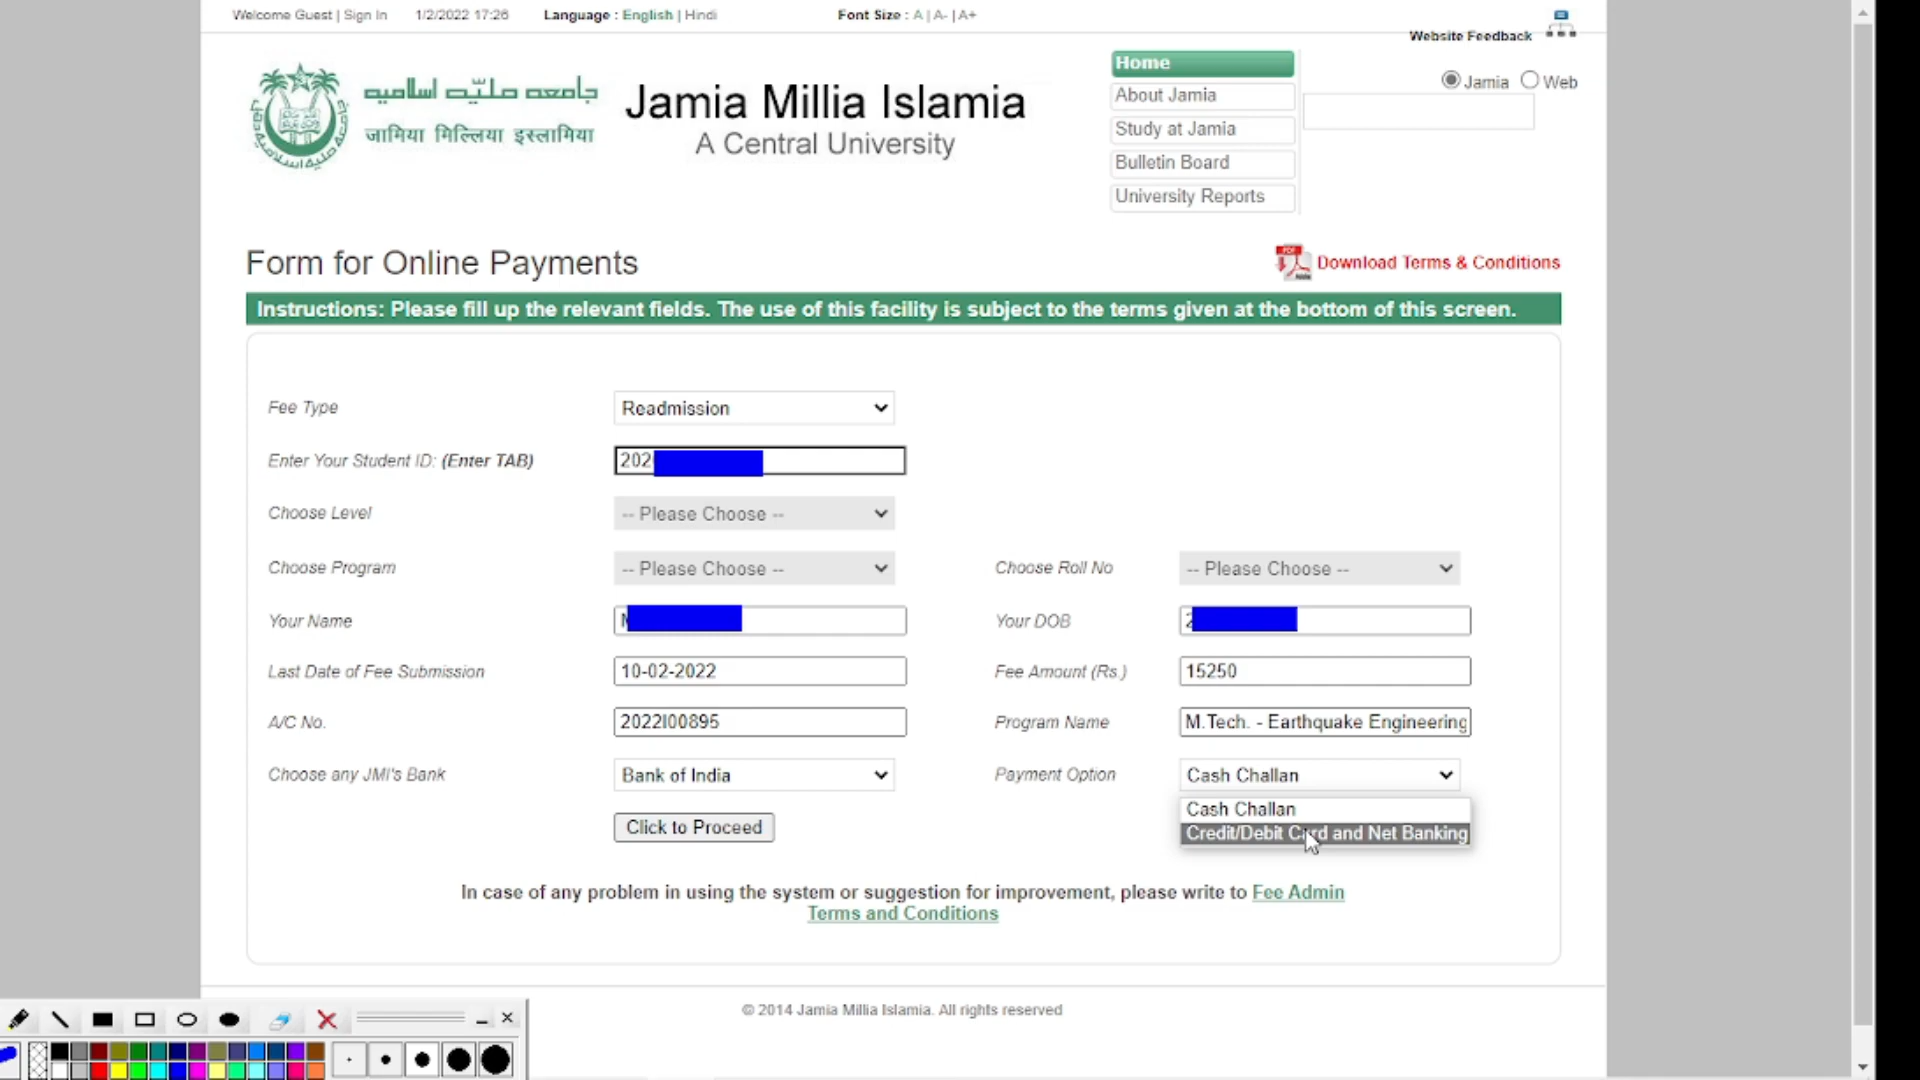 Welcome Guest | Sign In 1/2/2022 17:26 Language : English | Hindi Font Size : A | A- | A+
Website Feedback
Home
Jamia Web
About Jamia
جامعه ملیّه اسلامیه
Jamia Millia Islamia
Study at Jamia
जामिया मिल्लिया इस्लामिया
A Central University
Bulletin Board
University Reports
Form for Online Payments
Download Terms & Conditions
Instructions: Please fill up the relevant fields. The use of this facility is subject to the terms given at the bottom of this screen.
Fee Type Readmission
Enter Your Student ID: (Enter TAB) 202
Choose Level -- Please Choose --
Choose Program -- Please Choose -- Choose Roll No -- Please Choose --
Your Name Your DOB 2
Last Date of Fee Submission 10-02-2022 Fee Amount (Rs.) 15250
A/C No. 2022I00895 Program Name M.Tech. - Earthquake Engineering
Choose any JMI's Bank Bank of India Payment Option Cash Challan
Cash Challan
Click to Proceed Credit/Debit Card and Net Banking
In case of any problem in using the system or suggestion for improvement, please write to Fee Admin
Terms and Conditions
© 2014 Jamia Millia Islamia. All rights reserved